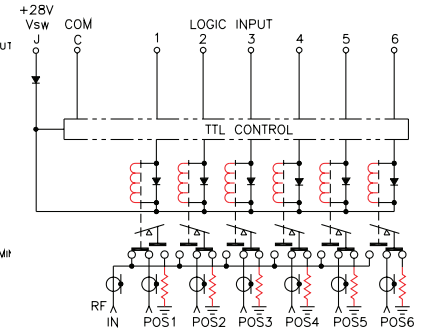 +28V
Vsw COM LOGIC INPUT
J C 1 2 3 4 5 6
UT
TTL CONTROL
RF
IN POS1 POS2 POS3 POS4 POS5 POS6